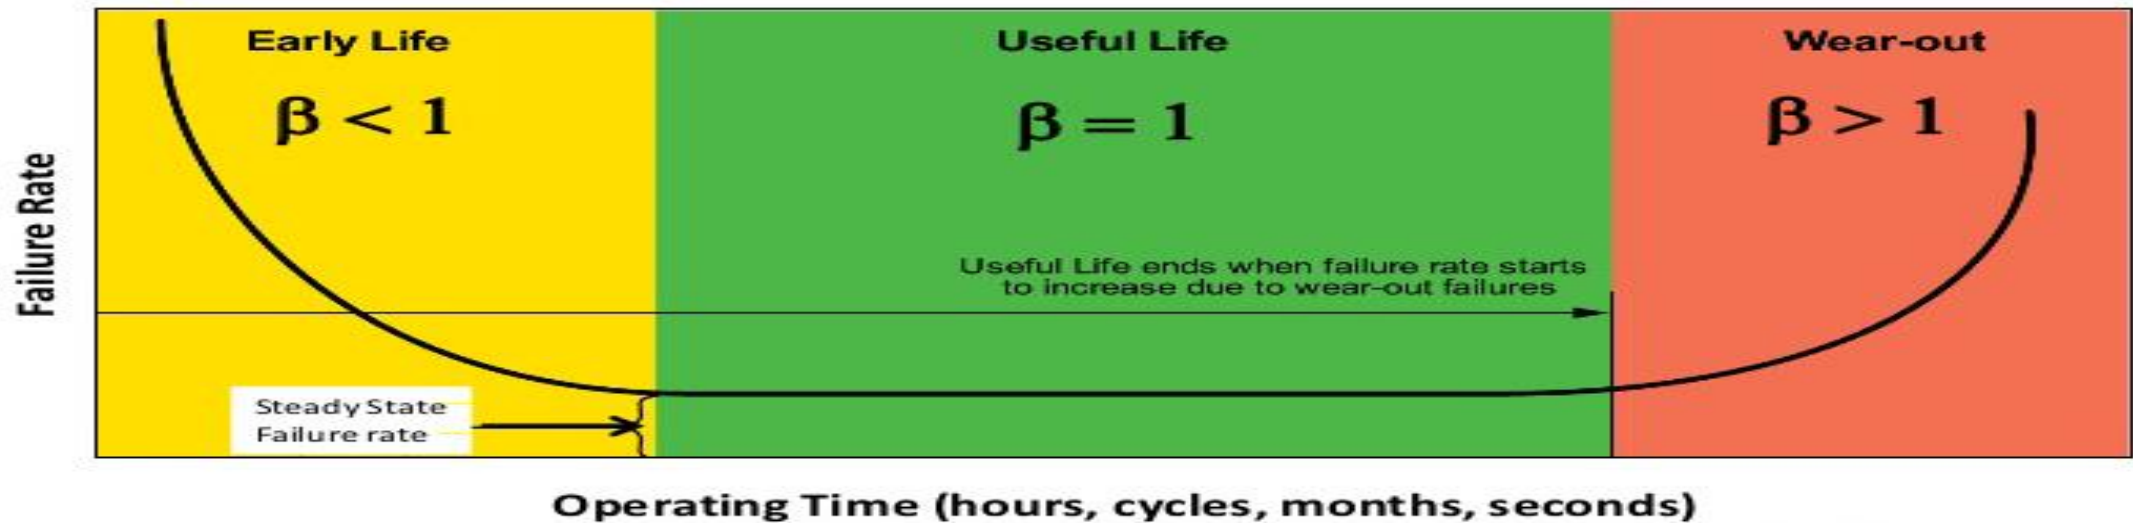 Early Life
Useful Life
Wear-out
β < 1
β = 1
β > 1
Failure Rate
Useful Life ends when failure rate starts
to increase due to wear-out failures
Steady State
Failure rate
Operating Time (hours, cycles, months, seconds)